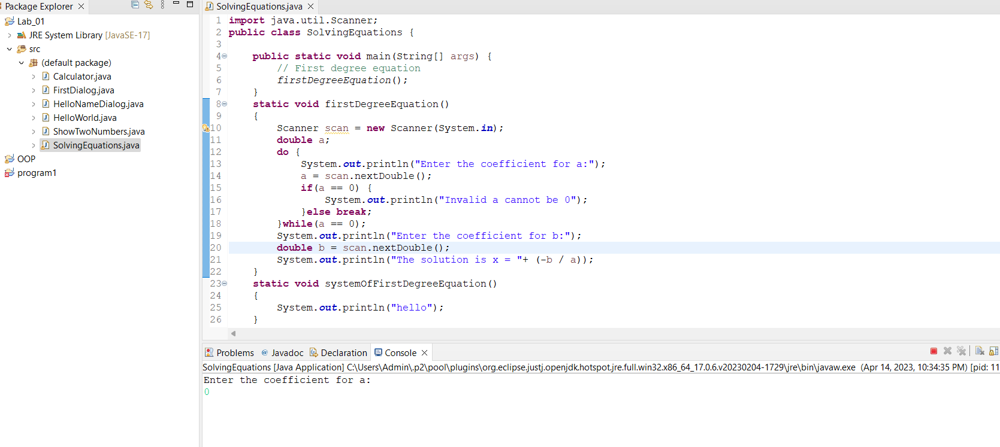 Package Explorer
Lab_01
JRE System Library [JavaSE-17]
src
(default package)
Calculator.java
FirstDialog.java
HelloNameDialog.java
HelloWorld.java
ShowTwoNumbers.java
SolvingEquations.java
OOP
program1
SolvingEquations.java
1 import java.util.Scanner;
2 public class SolvingEquations {
3
4     public static void main(String[] args) {
5         // First degree equation
6         firstDegreeEquation();
7     }
8     static void firstDegreeEquation()
9     {
10         Scanner scan = new Scanner(System.in);
11         double a;
12         do {
13             System.out.println("Enter the coefficient for a:");
14             a = scan.nextDouble();
15             if(a == 0) {
16                 System.out.println("Invalid a cannot be 0");
17             }else break;
18         }while(a == 0);
19         System.out.println("Enter the coefficient for b:");
20         double b = scan.nextDouble();
21         System.out.println("The solution is x = "+ (-b / a));
22     }
23     static void systemOfFirstDegreeEquation()
24     {
25         System.out.println("hello");
26     }
Problems Javadoc Declaration Console
SolvingEquations [Java Application] C:\Users\Admin\.p2\pool\plugins\org.eclipse.justj.openjdk.hotspot.jre.full.win32.x86_64_17.0.6.v20230204-1729\jre\bin\javaw.exe (Apr 14, 2023, 10:34:35 PM) [pid: 11
Enter the coefficient for a:
0